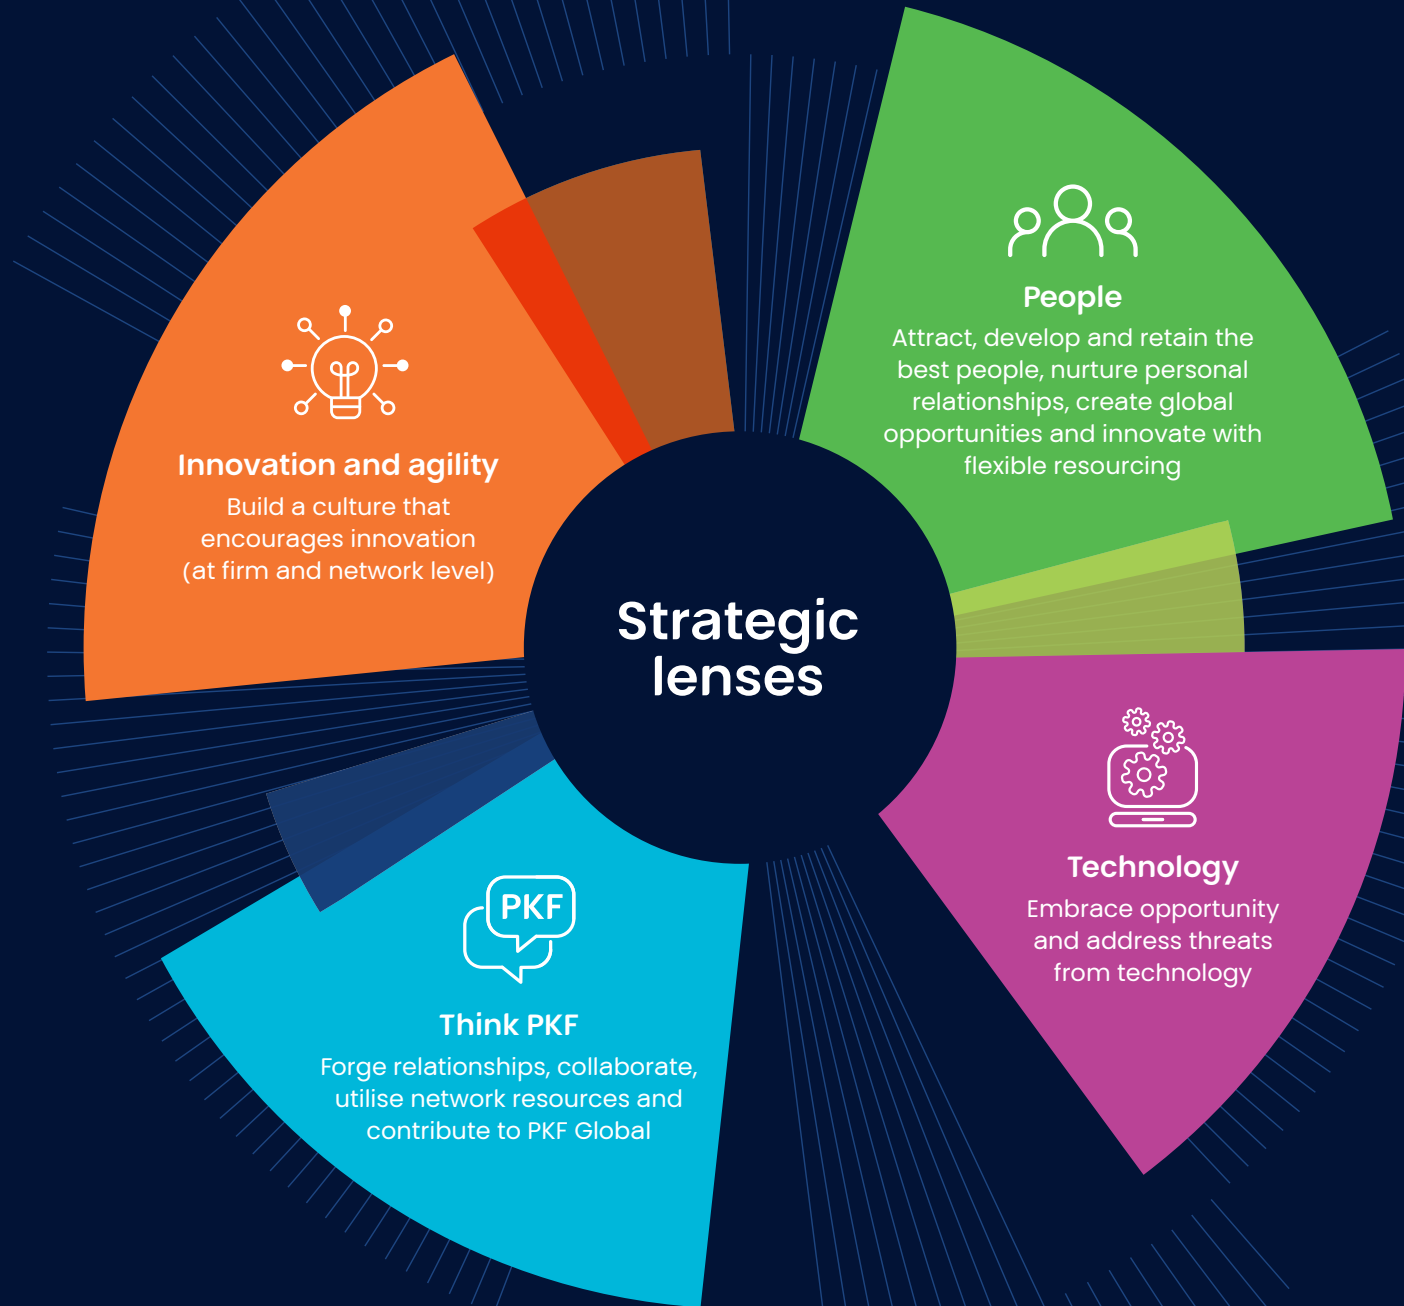 Strategic
lenses
People
Attract, develop and retain the
best people, nurture personal
relationships, create global
opportunities and innovate with
flexible resourcing
Technology
Embrace opportunity
and address threats
from technology
PKF
Think PKF
Forge relationships, collaborate,
utilise network resources and
contribute to PKF Global
Innovation and agility
Build a culture that
encourages innovation
(at firm and network level)